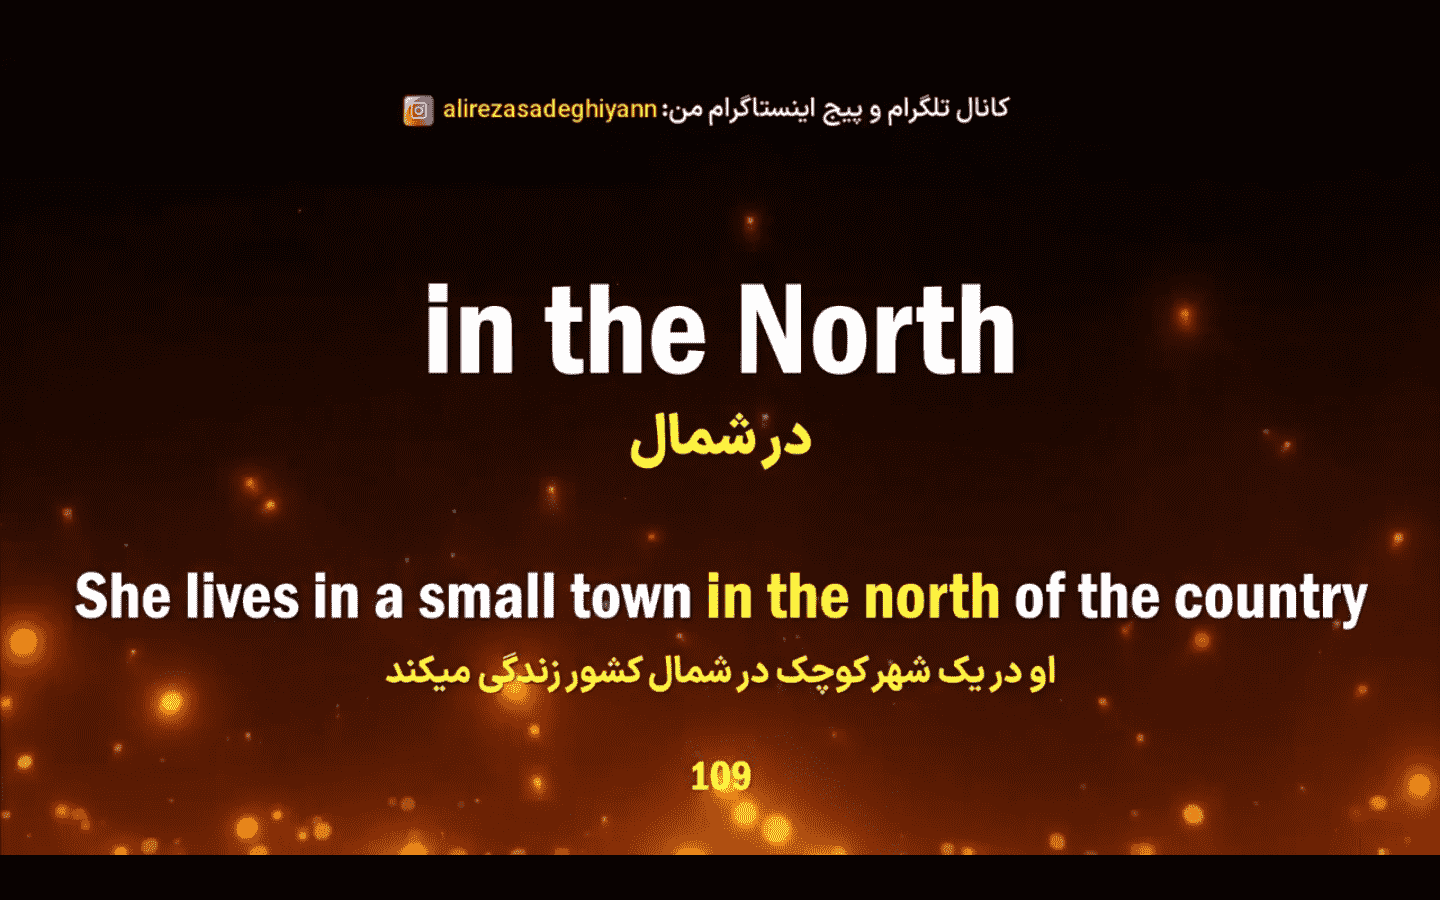 کانال تلگرام و پیج اینستاگرام من: alirezasadeghiyann
in the North
در شمال
She lives in a small town in the north of the country
او در یک شهر کوچک در شمال کشور زندگی میکند
109